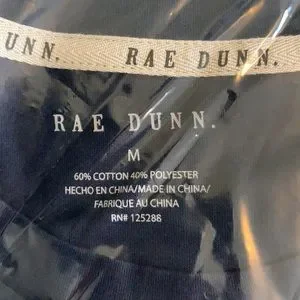 UNN. RAE DUNN.
RAE DUNN.
M
60% COTTON 40% POLYESTER
HECHO EN CHINA/MADE IN CHINA/
FABRIQUE AU CHINA
RN# 125288